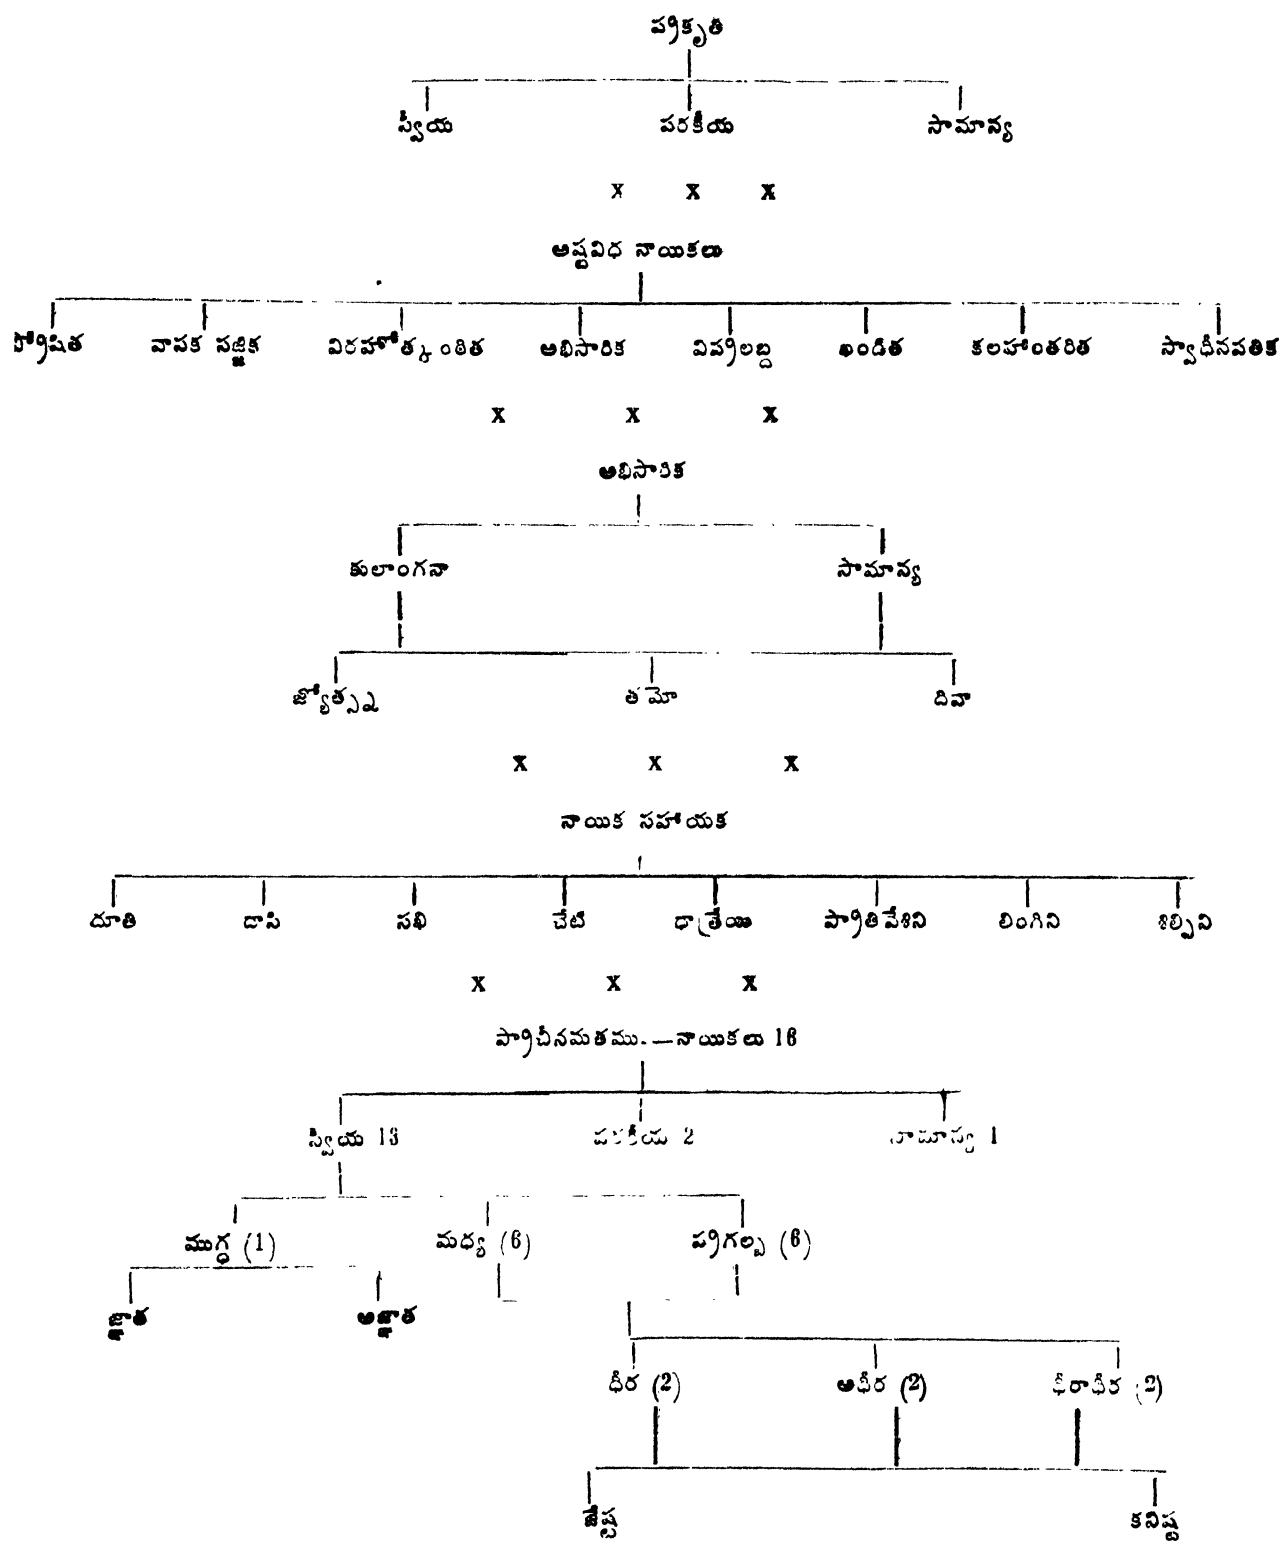 ప్రకృతి
స్వీయ పరకీయ సామాన్య
x x x
అష్టవిధ నాయికలు
ప్రోషిత వాసక సజ్జిక విరహోత్కంఠిత అభిసారిక విప్రలబ్ద ఖండిత కలహాంతరిత స్వాధీనపతిక
x x x
అభిసారిక
కులాంగనా సామాన్య
జ్యోత్స్న తమో దివా
x x x
నాయిక సహాయక
దూతి దాసి సఖి చేటి ధాత్రేయి ప్రాతివేశిని లింగిని శిల్పిని
x x x
ప్రాచీనమతము.—నాయికలు 16
స్వీయ 13 పరకీయ 2 సామాన్య 1
ముగ్ధ (1) మధ్య (6) ప్రగల్భ (6)
జ్ఞాత అజ్ఞాత
ధీర (2) అధీర (2) ధీరాధీర (2)
జేష్ట కనిష్ట